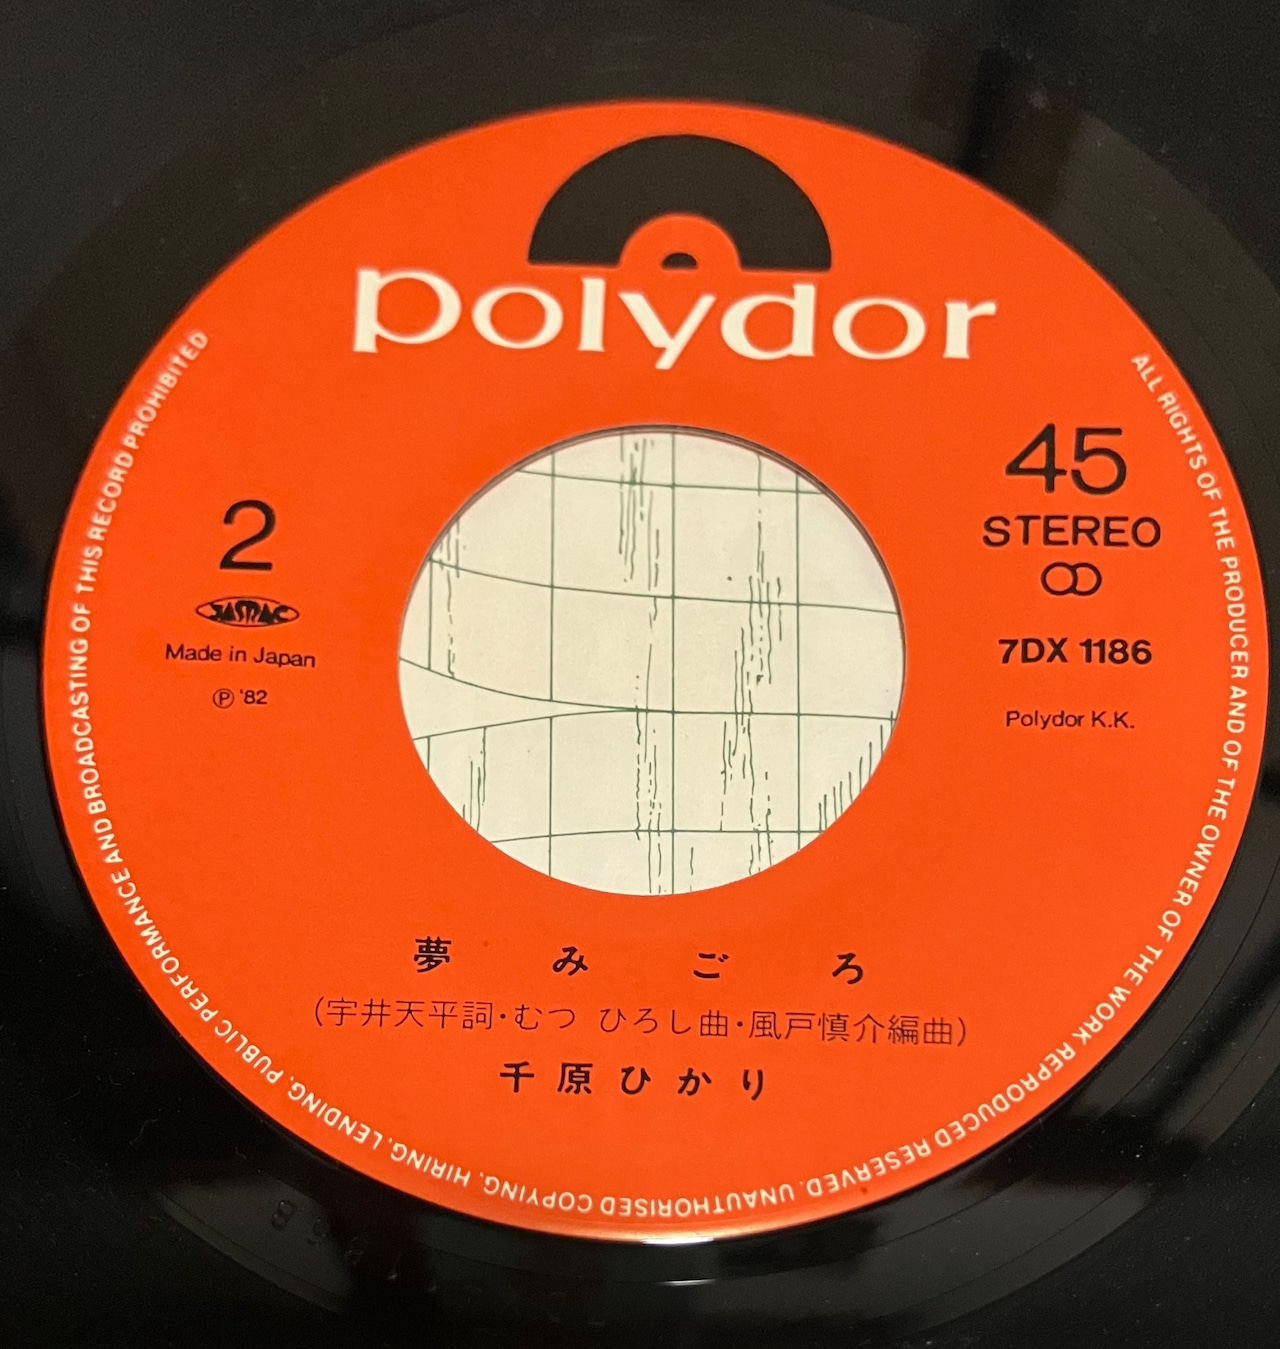 polydor
45
STEREO
7DX 1186
Polydor K.K.
2
JASRAC
Made in Japan
Ⓟ '82
夢みごろ
(宇井天平詞・むつ ひろし曲・風戸慎介編曲)
千原ひかり
ALL RIGHTS OF THE PRODUCER AND OF THE OWNER OF THE WORK REPRODUCED RESERVED. UNAUTHORISED COPYING, HIRING, LENDING, PUBLIC PERFORMANCE AND BROADCASTING OF THIS RECORD PROHIBITED